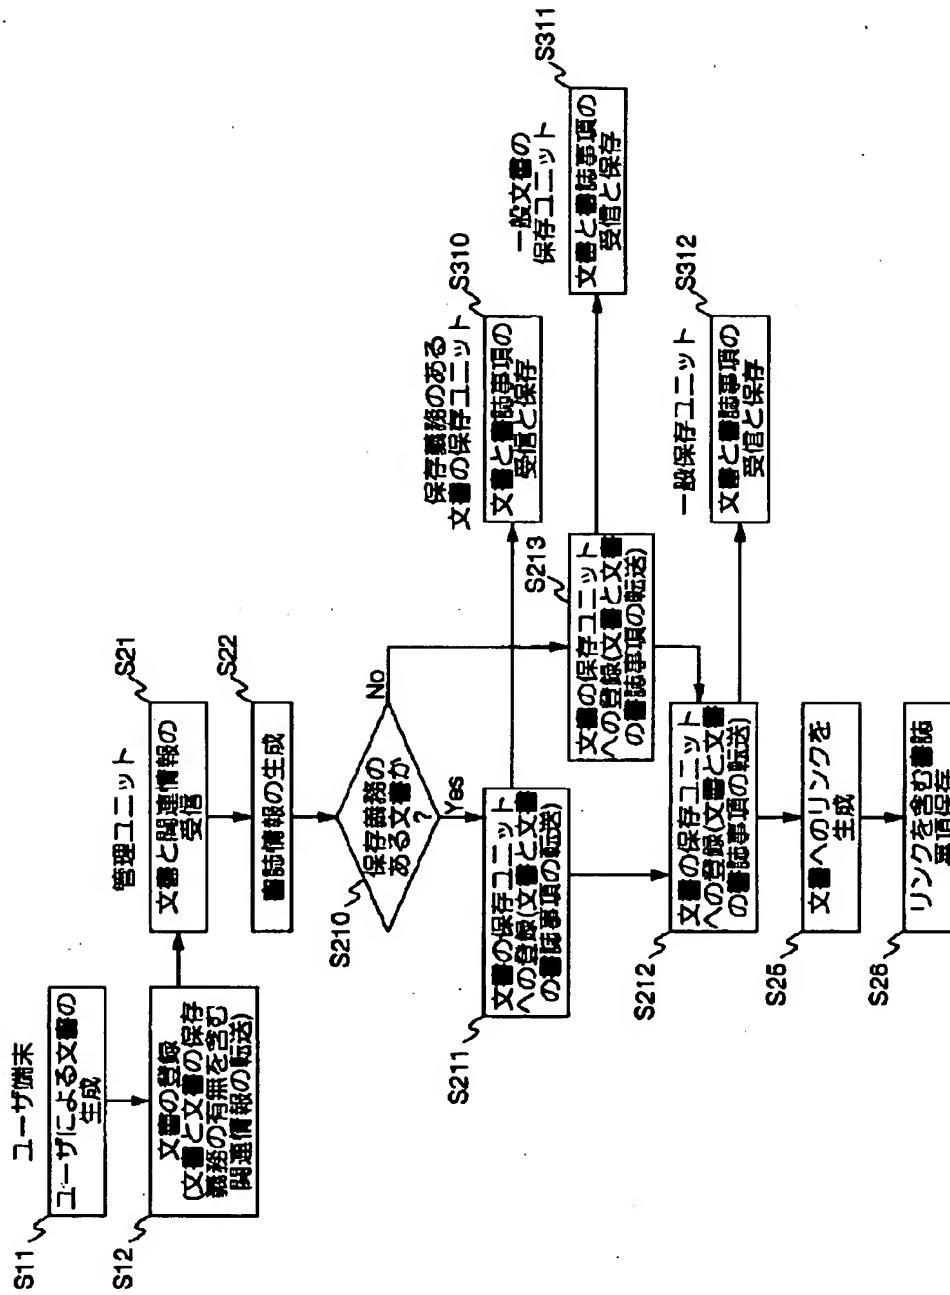 ユーザ端末
S11
ユーザによる文書の
生成
S12
文書の登録
(文書と文書の保存
義務の有無を含む
関連情報の転送)
管理ユニット
S21
文書と関連情報の
受信
S22
書誌情報の生成
S210
保存義務の
ある文書か
?
No
Yes
S211
文書の保存ユニット
への登録(文書と文書
の書誌事項の転送)
S213
文書の保存ユニット
への登録(文書と文書
の書誌事項の転送)
S212
文書の保存ユニット
への登録(文書と文書
の書誌事項の転送)
S25
文書へのリンクを
生成
S26
リンクを含む書誌
保存義務のある
文書の保存ユニット
S310
文書と書誌事項の
受信と保存
一般文書の
保存ユニット
S311
文書と書誌事項の
受信と保存
一般保存ユニット
S312
文書と書誌事項の
受信と保存